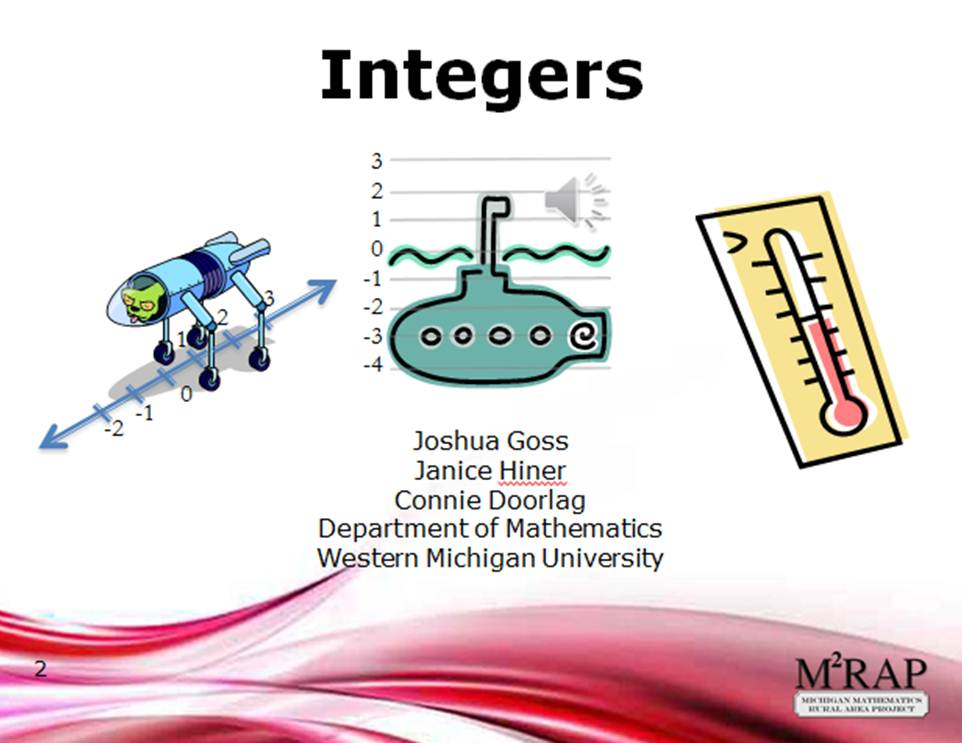 Integers
3
2
1
0
-1
-2
-3
-4
3
2
1
0
-1
-2
Joshua Goss
Janice Hiner
Connie Doorlag
Department of Mathematics
Western Michigan University
2
M²RAP
MICHIGAN MATHEMATICS
RURAL AREA PROJECT